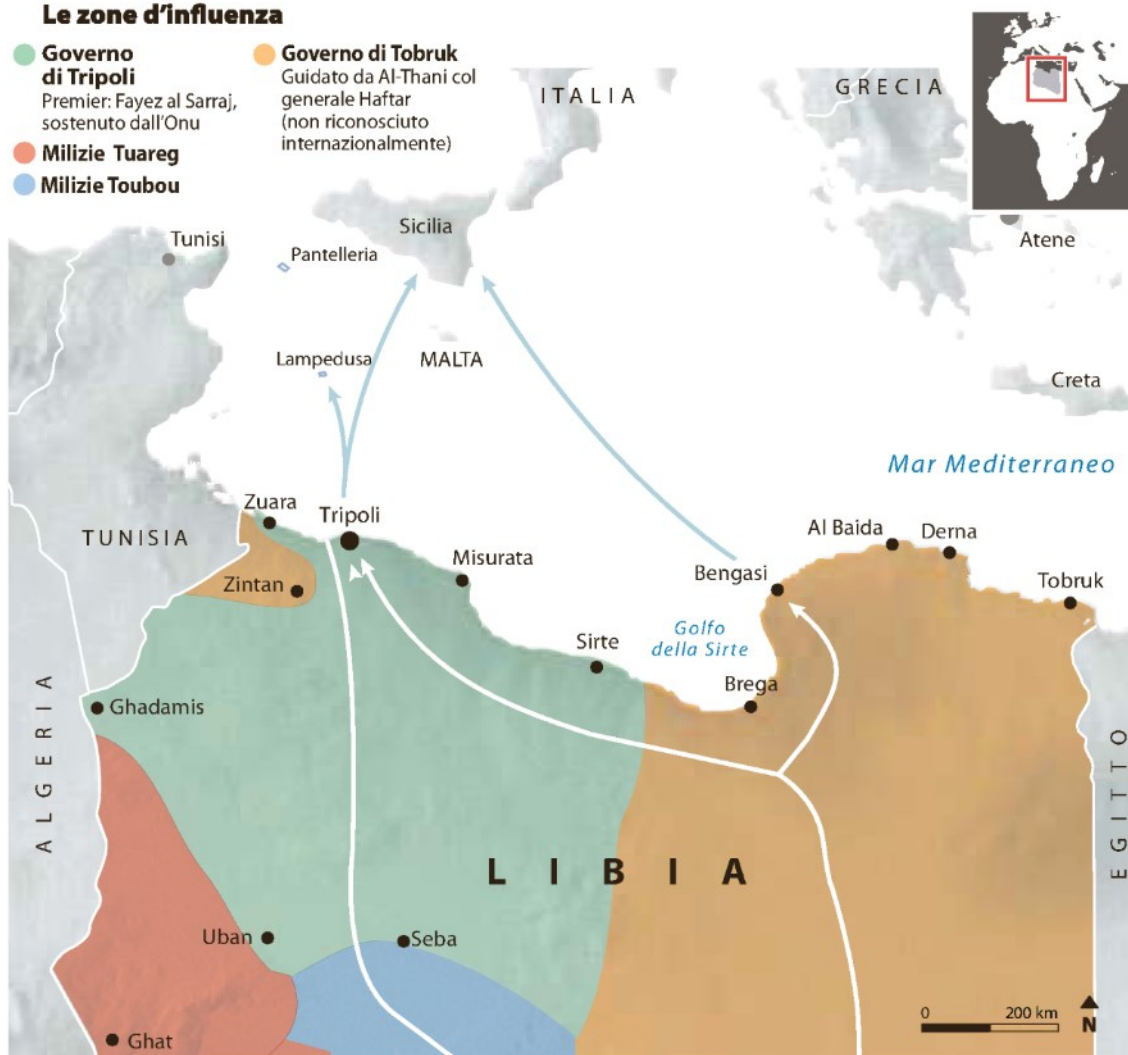 Le zone d'influenza
Governo
di Tripoli
Premier: Fayez al Sarraj,
sostenuto dall'Onu
Milizie Tuareg
Milizie Toubou
Governo di Tobruk
Guidato da Al-Thani col
generale Haftar
(non riconosciuto
internazionalmente)
ITALIA
GRECIA
Sicilia
Tunisi
Pantelleria
Atene
Lampedusa
MALTA
Creta
Mar Mediterraneo
Zuara
Tripoli
TUNISIA
Misurata
Al Baida
Derna
Bengasi
Tobruk
Zintan
Golfo
della Sirte
Sirte
Brega
Ghadamis
ALGERIA
EGITTO
LIBIA
Uban
Seba
0 200 km
N
Ghat